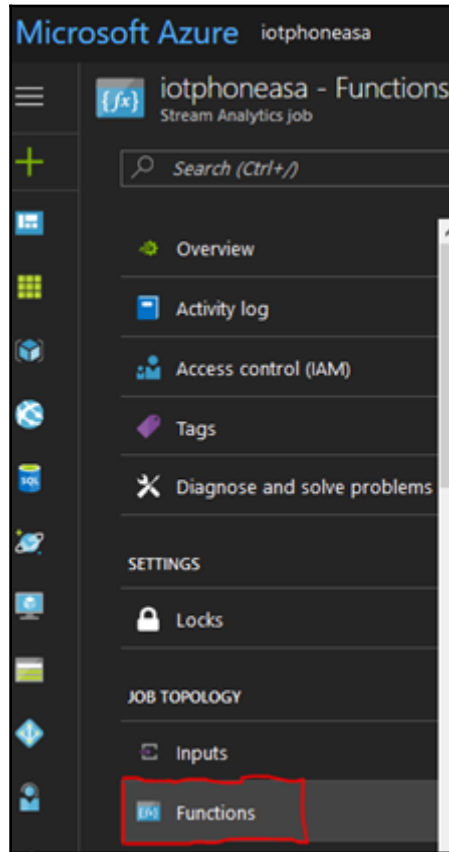 Microsoft Azure iotphoneasa
iotphoneasa - Functions
Stream Analytics job
Search (Ctrl+/)
Overview
Activity log
Access control (IAM)
Tags
Diagnose and solve problems
SETTINGS
Locks
JOB TOPOLOGY
Inputs
Functions